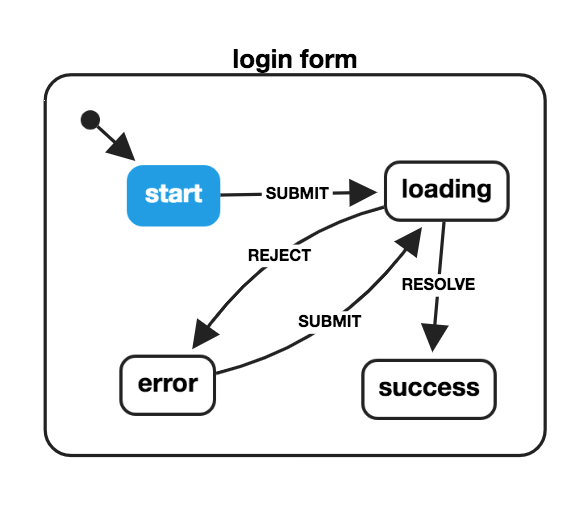 login form
start
SUBMIT
loading
REJECT
RESOLVE
SUBMIT
error
success